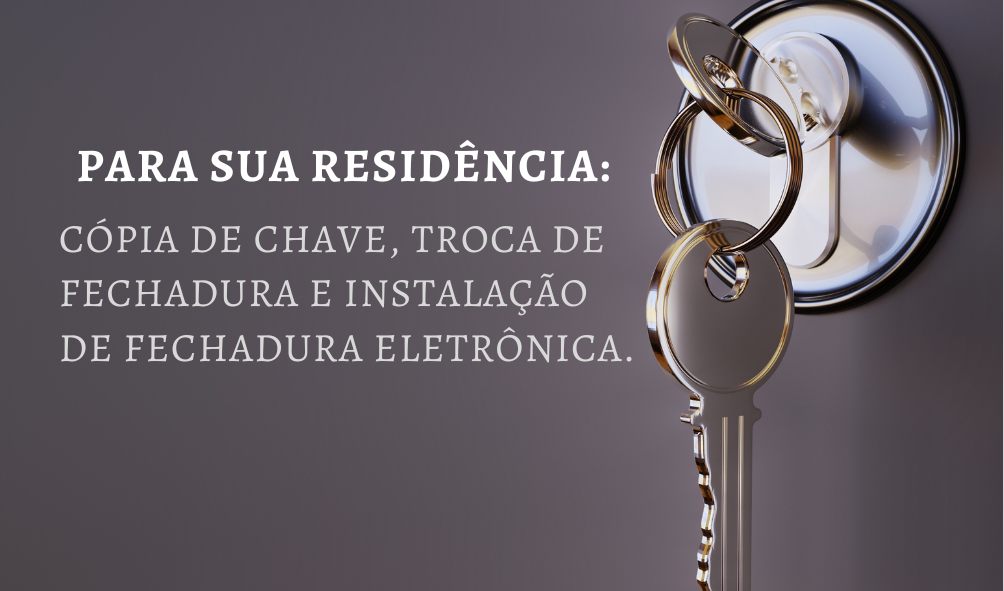 PARA SUA RESIDÊNCIA:
CÓPIA DE CHAVE, TROCA DE
FECHADURA E INSTALAÇÃO
DE FECHADURA ELETRÔNICA.